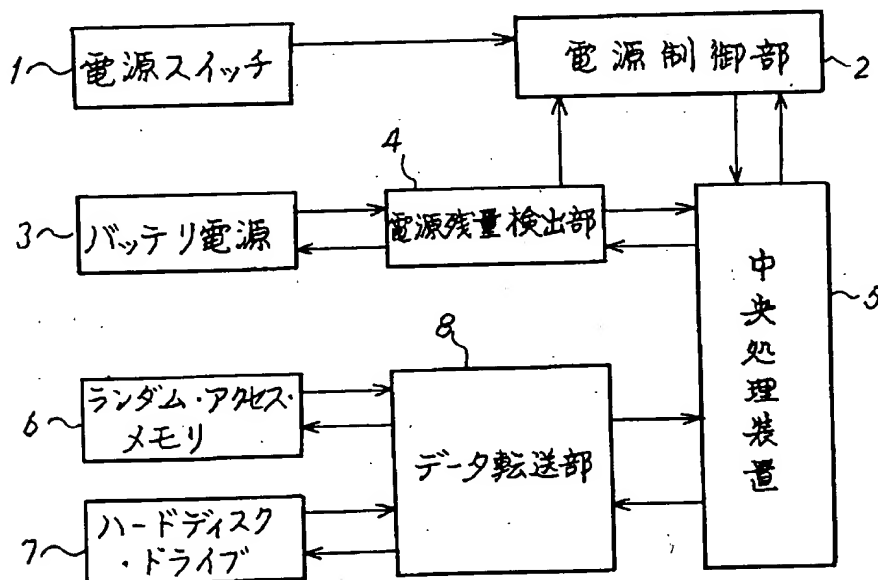 1 電源スイッチ
電源制御部 2
4
3 バッテリ電源
電源残量検出部
中央処理装置 5
8
6 ランダム・アクセス・
メモリ
データ転送部
7 ハードディスク
・ドライブ